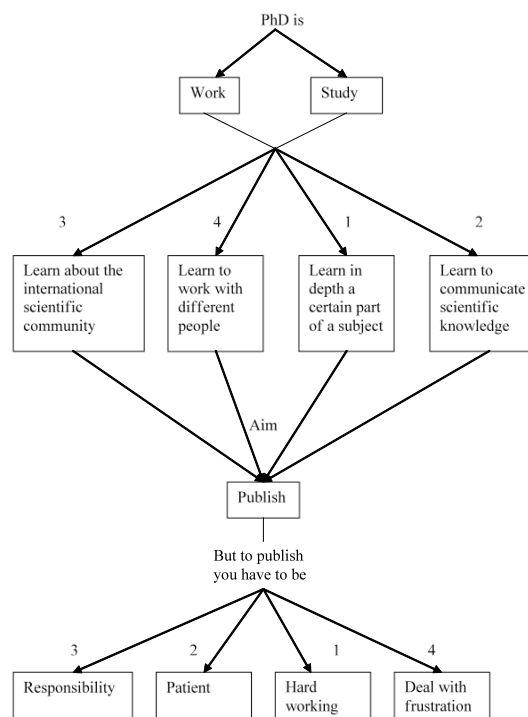 PhD is
Work
Study
3
4
1
2
Learn about the
international
scientific
community
Learn to
work with
different
people
Learn in
depth a
certain part
of a subject
Learn to
communicate
scientific
knowledge
Aim
Publish
But to publish
you have to be
3
2
1
4
Responsibility
Patient
Hard
working
Deal with
frustration